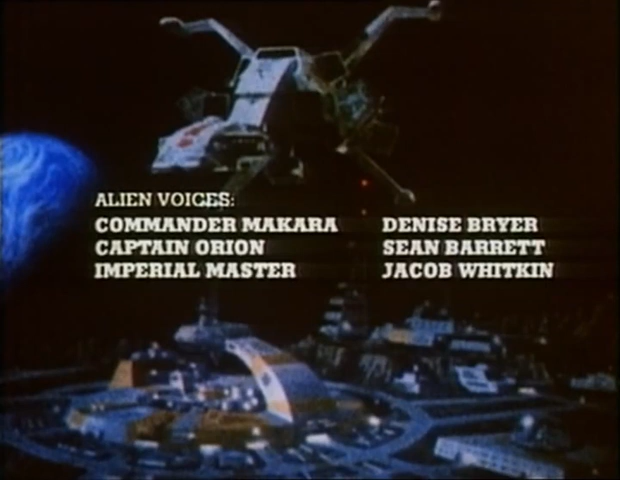 ALIEN VOICES:
COMMANDER MAKARA DENISE BRYER
CAPTAIN ORION SEAN BARRETT
IMPERIAL MASTER JACOB WHITKIN